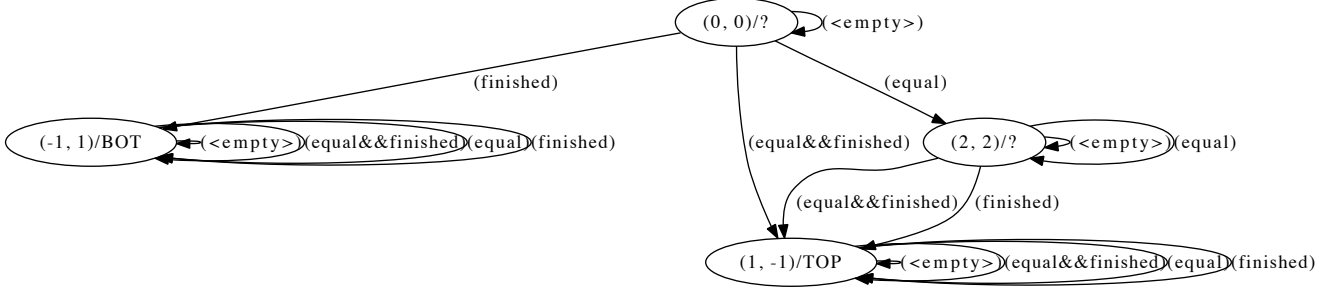 (0, 0)/?
(<empty>)
(finished)
(equal)
(-1, 1)/BOT
(<empty>)
(equal&&finished)
(equal)
(finished)
(equal&&finished)
(2, 2)/?
(<empty>)
(equal)
(equal&&finished)
(finished)
(1, -1)/TOP
(<empty>)
(equal&&finished)
(equal)
(finished)